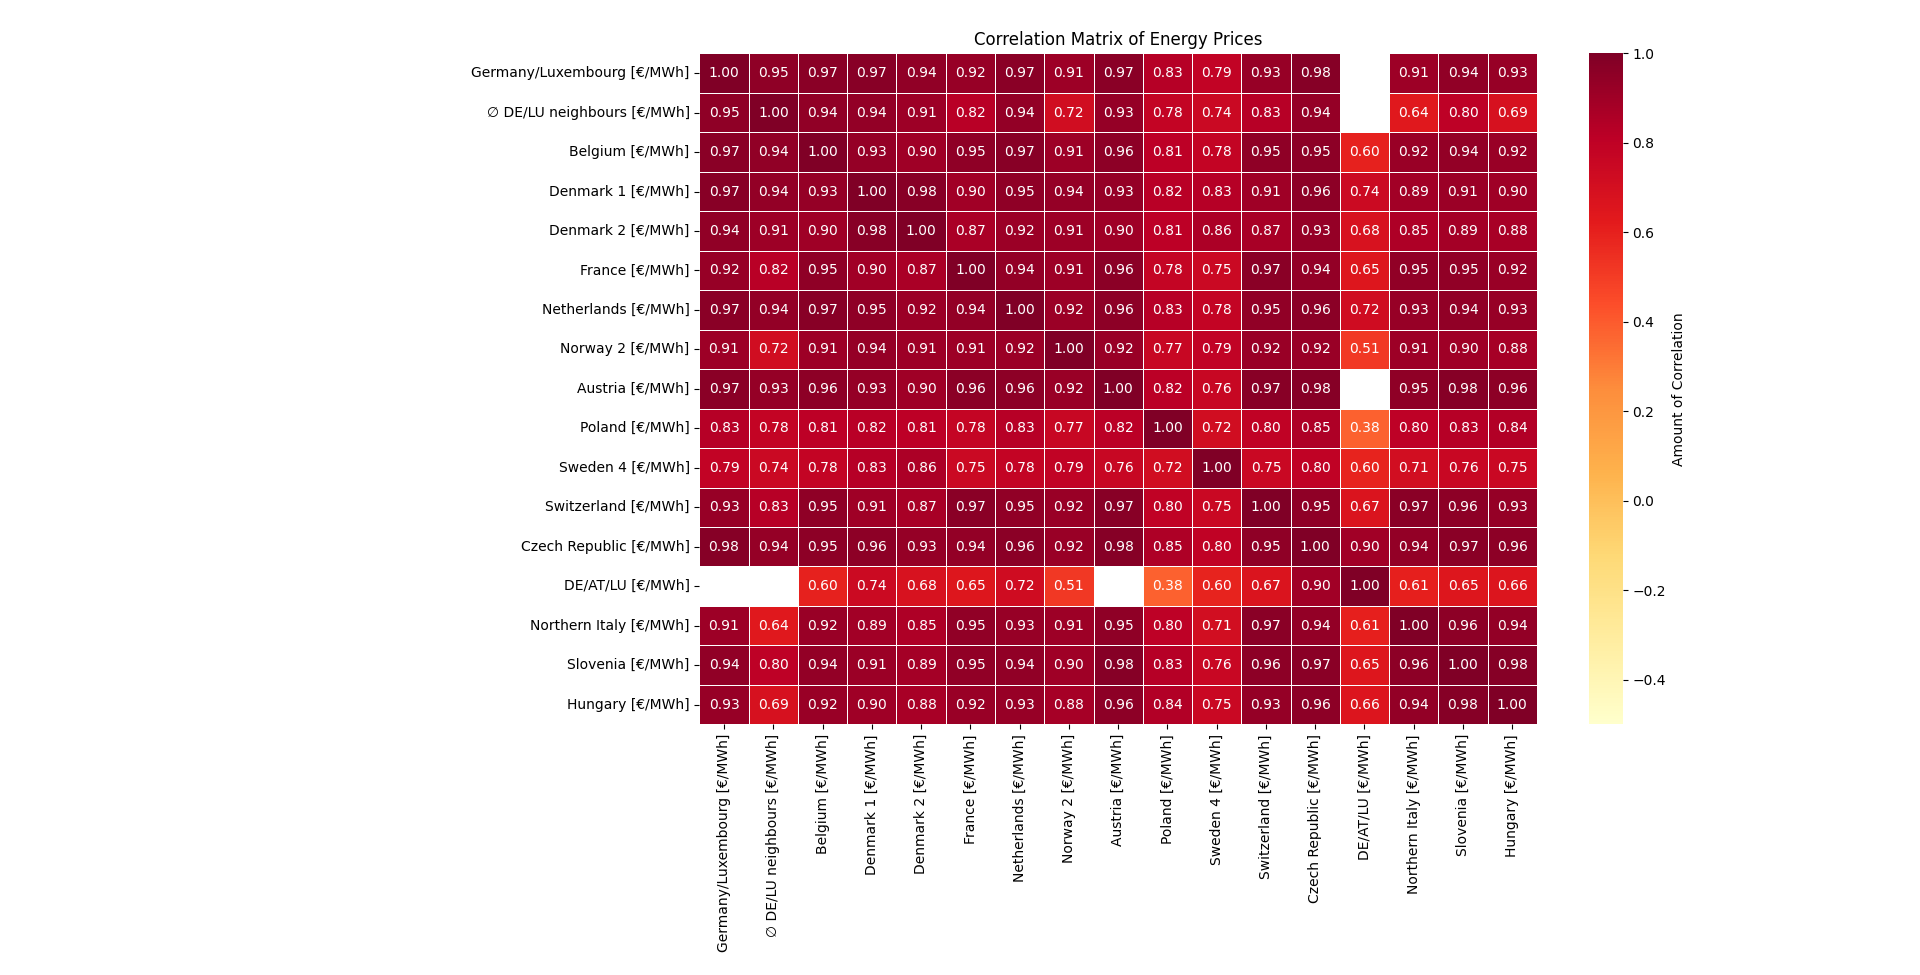 Correlation Matrix of Energy Prices
Germany/Luxembourg [€/MWh] 1.00 0.95 0.97 0.97 0.94 0.92 0.97 0.91 0.97 0.83 0.79 0.93 0.98 0.91 0.94 0.93
∅ DE/LU neighbours [€/MWh] 0.95 1.00 0.94 0.94 0.91 0.82 0.94 0.72 0.93 0.78 0.74 0.83 0.94 0.64 0.80 0.69
Belgium [€/MWh] 0.97 0.94 1.00 0.93 0.90 0.95 0.97 0.91 0.96 0.81 0.78 0.95 0.95 0.60 0.92 0.94 0.92
Denmark 1 [€/MWh] 0.97 0.94 0.93 1.00 0.98 0.90 0.95 0.94 0.93 0.82 0.83 0.91 0.96 0.74 0.89 0.91 0.90
Denmark 2 [€/MWh] 0.94 0.91 0.90 0.98 1.00 0.87 0.92 0.91 0.90 0.81 0.86 0.87 0.93 0.68 0.85 0.89 0.88
France [€/MWh] 0.92 0.82 0.95 0.90 0.87 1.00 0.94 0.91 0.96 0.78 0.75 0.97 0.94 0.65 0.95 0.95 0.92
Netherlands [€/MWh] 0.97 0.94 0.97 0.95 0.92 0.94 1.00 0.92 0.96 0.83 0.78 0.95 0.96 0.72 0.93 0.94 0.93
Norway 2 [€/MWh] 0.91 0.72 0.91 0.94 0.91 0.91 0.92 1.00 0.92 0.77 0.79 0.92 0.92 0.51 0.91 0.90 0.88
Austria [€/MWh] 0.97 0.93 0.96 0.93 0.90 0.96 0.96 0.92 1.00 0.82 0.76 0.97 0.98 0.95 0.98 0.96
Poland [€/MWh] 0.83 0.78 0.81 0.82 0.81 0.78 0.83 0.77 0.82 1.00 0.72 0.80 0.85 0.38 0.80 0.83 0.84
Sweden 4 [€/MWh] 0.79 0.74 0.78 0.83 0.86 0.75 0.78 0.79 0.76 0.72 1.00 0.75 0.80 0.60 0.71 0.76 0.75
Switzerland [€/MWh] 0.93 0.83 0.95 0.91 0.87 0.97 0.95 0.92 0.97 0.80 0.75 1.00 0.95 0.67 0.97 0.96 0.93
Czech Republic [€/MWh] 0.98 0.94 0.95 0.96 0.93 0.94 0.96 0.92 0.98 0.85 0.80 0.95 1.00 0.90 0.94 0.97 0.96
DE/AT/LU [€/MWh] 0.60 0.74 0.68 0.65 0.72 0.51 0.38 0.60 0.67 0.90 1.00 0.61 0.65 0.66
Northern Italy [€/MWh] 0.91 0.64 0.92 0.89 0.85 0.95 0.93 0.91 0.95 0.80 0.71 0.97 0.94 0.61 1.00 0.96 0.94
Slovenia [€/MWh] 0.94 0.80 0.94 0.91 0.89 0.95 0.94 0.90 0.98 0.83 0.76 0.96 0.97 0.65 0.96 1.00 0.98
Hungary [€/MWh] 0.93 0.69 0.92 0.90 0.88 0.92 0.93 0.88 0.96 0.84 0.75 0.93 0.96 0.66 0.94 0.98 1.00
Germany/Luxembourg [€/MWh]
∅ DE/LU neighbours [€/MWh]
Belgium [€/MWh]
Denmark 1 [€/MWh]
Denmark 2 [€/MWh]
France [€/MWh]
Netherlands [€/MWh]
Norway 2 [€/MWh]
Austria [€/MWh]
Poland [€/MWh]
Sweden 4 [€/MWh]
Switzerland [€/MWh]
Czech Republic [€/MWh]
DE/AT/LU [€/MWh]
Northern Italy [€/MWh]
Slovenia [€/MWh]
Hungary [€/MWh]
1.0
0.8
0.6
0.4
0.2
0.0
−0.2
−0.4
Amount of Correlation